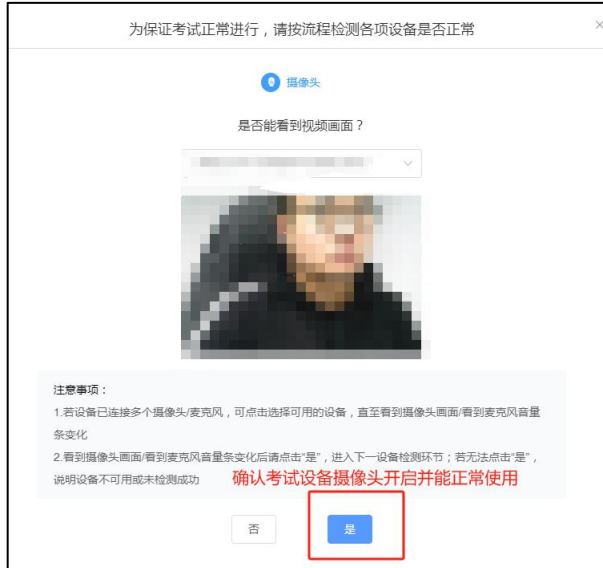 为保证考试正常进行，请按流程检测各项设备是否正常
摄像头
是否能看到视频画面？
注意事项：
1.若设备已连接多个摄像头/麦克风，可点击选择可用的设备，直至看到摄像头画面/看到麦克风音量
条变化
2.看到摄像头画面/看到麦克风音量条变化后请点击“是”，进入下一设备检测环节；若无法点击“是”，
说明设备不可用或未检测成功
确认考试设备摄像头开启并能正常使用
否
是